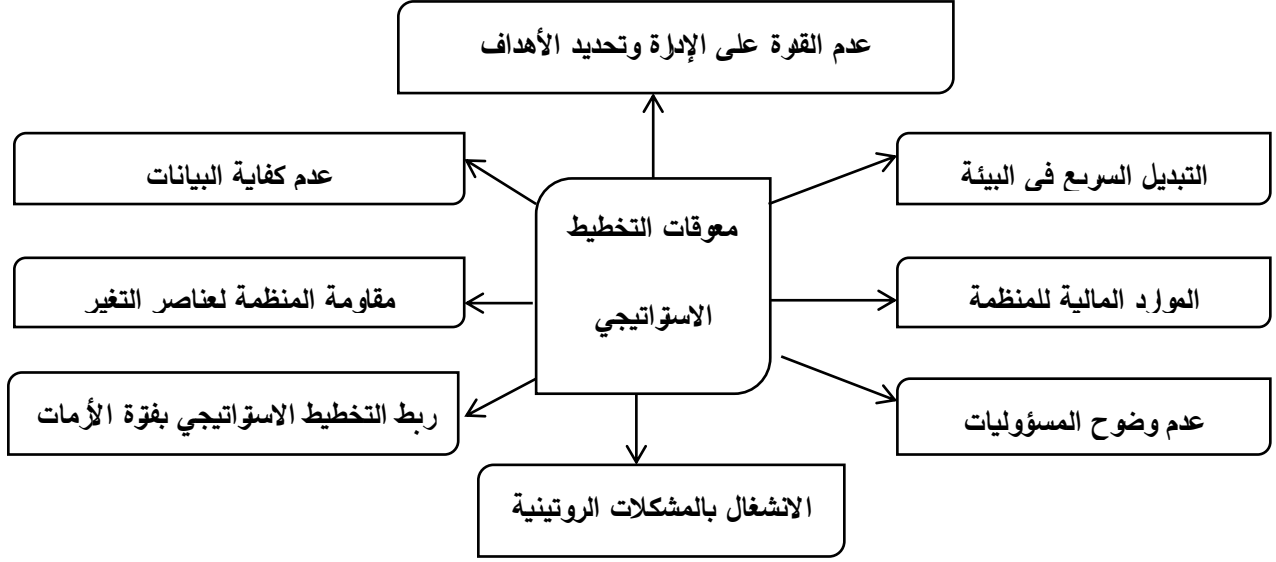 عدم القدرة على الإدارة وتحديد الأهداف
التبديل السريع في البيئة
عدم كفاية البيانات
معوقات التخطيط
الاستراتيجي
الموارد المالية للمنظمة
مقاومة المنظمة لعناصر التغير
عدم وضوح المسؤوليات
ربط التخطيط الاستراتيجي بفترة الأزمات
الانشغال بالمشكلات الروتينية